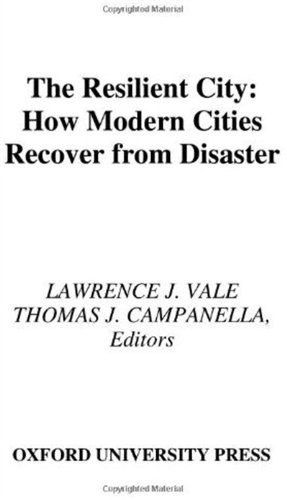 Copyrighted Material
The Resilient City:
How Modern Cities
Recover from Disaster
LAWRENCE J. VALE
THOMAS J. CAMPANELLA,
Editors
OXFORD UNIVERSITY PRESS
Copyrighted Material